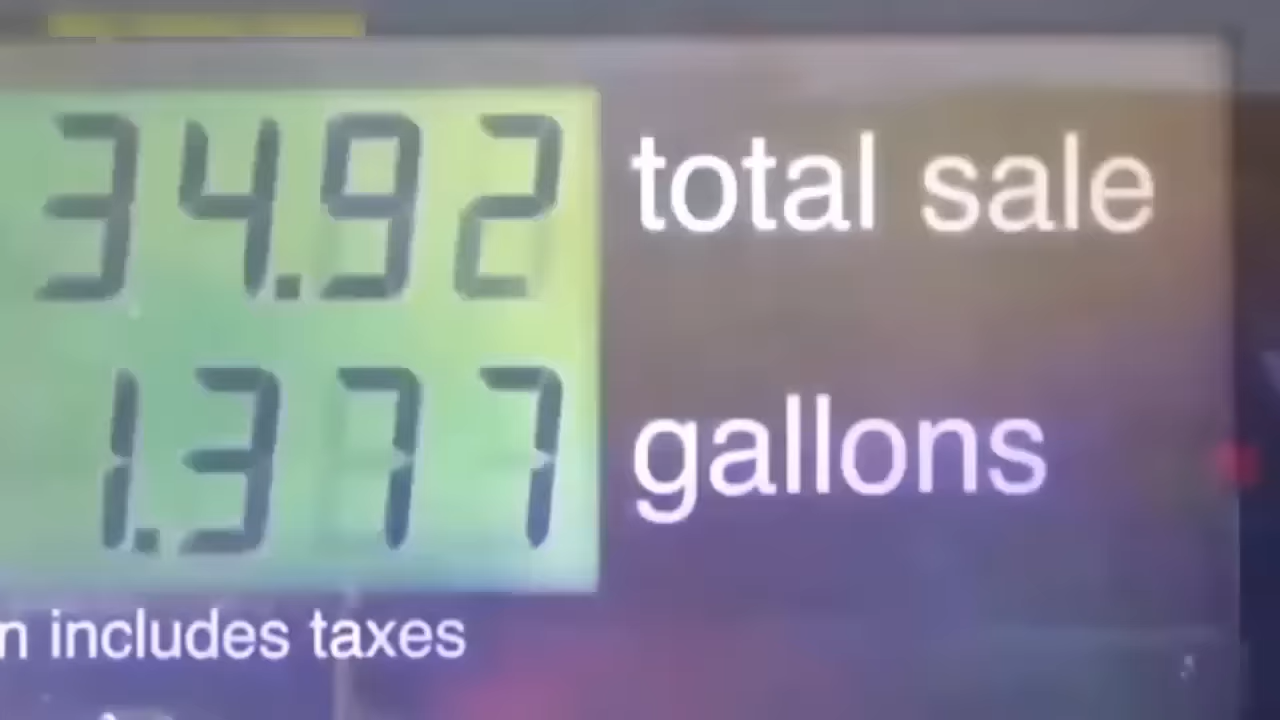 34.92 total sale
1.377 gallons
n includes taxes